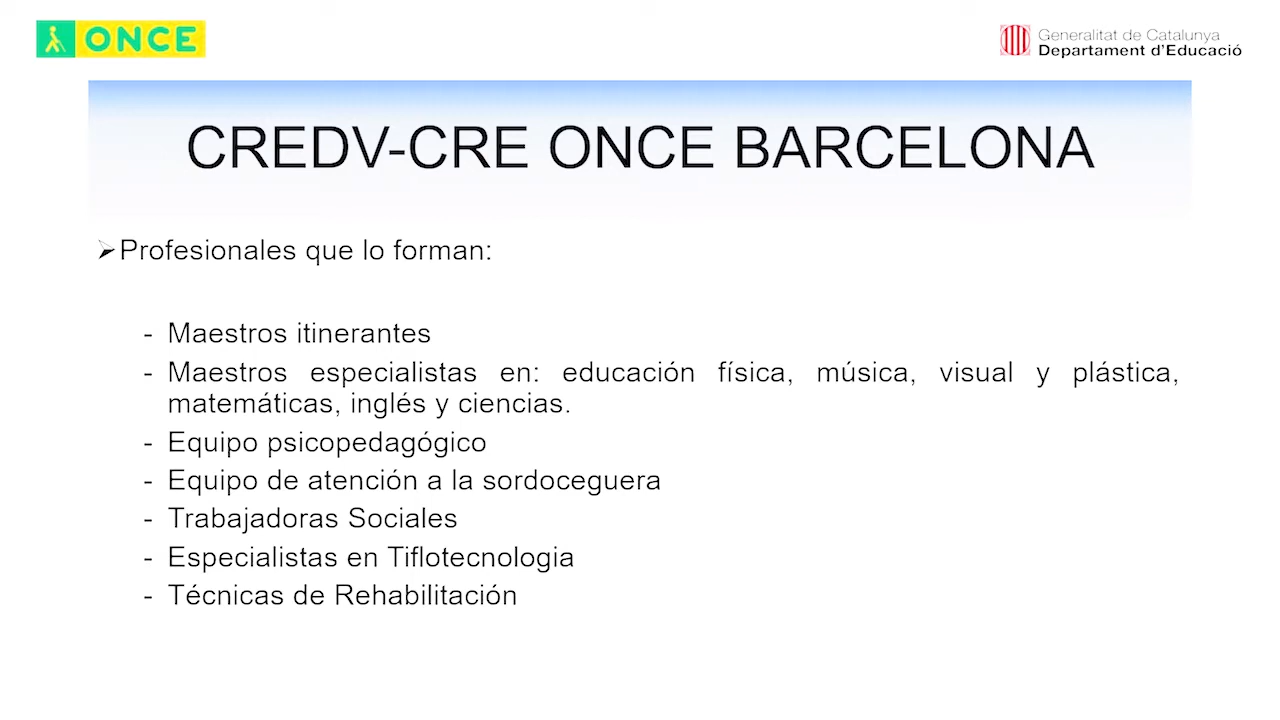 ONCE
Generalitat de Catalunya
Departament d'Educació
CREDV-CRE ONCE BARCELONA
➢Profesionales que lo forman:
- Maestros itinerantes
- Maestros especialistas en: educación física, música, visual y plástica,
matemáticas, inglés y ciencias.
- Equipo psicopedagógico
- Equipo de atención a la sordoceguera
- Trabajadoras Sociales
- Especialistas en Tiflotecnologia
- Técnicas de Rehabilitación